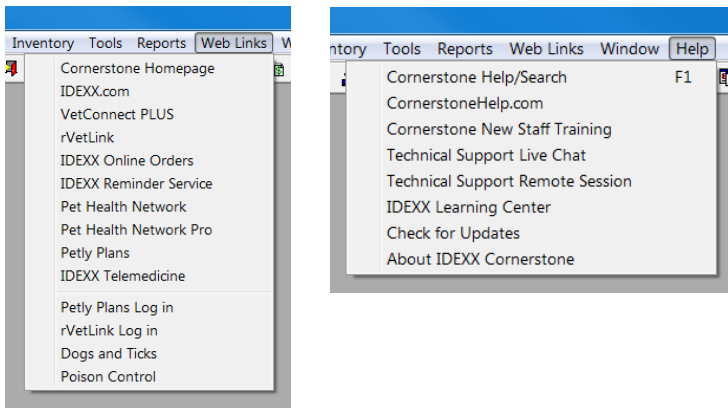 Inventory Tools Reports Web Links W
Cornerstone Homepage
IDEXX.com
VetConnect PLUS
rVetLink
IDEXX Online Orders
IDEXX Reminder Service
Pet Health Network
Pet Health Network Pro
Petly Plans
IDEXX Telemedicine
Petly Plans Log in
rVetLink Log in
Dogs and Ticks
Poison Control
ntory Tools Reports Web Links Window Help
Cornerstone Help/Search F1
CornerstoneHelp.com
Cornerstone New Staff Training
Technical Support Live Chat
Technical Support Remote Session
IDEXX Learning Center
Check for Updates
About IDEXX Cornerstone